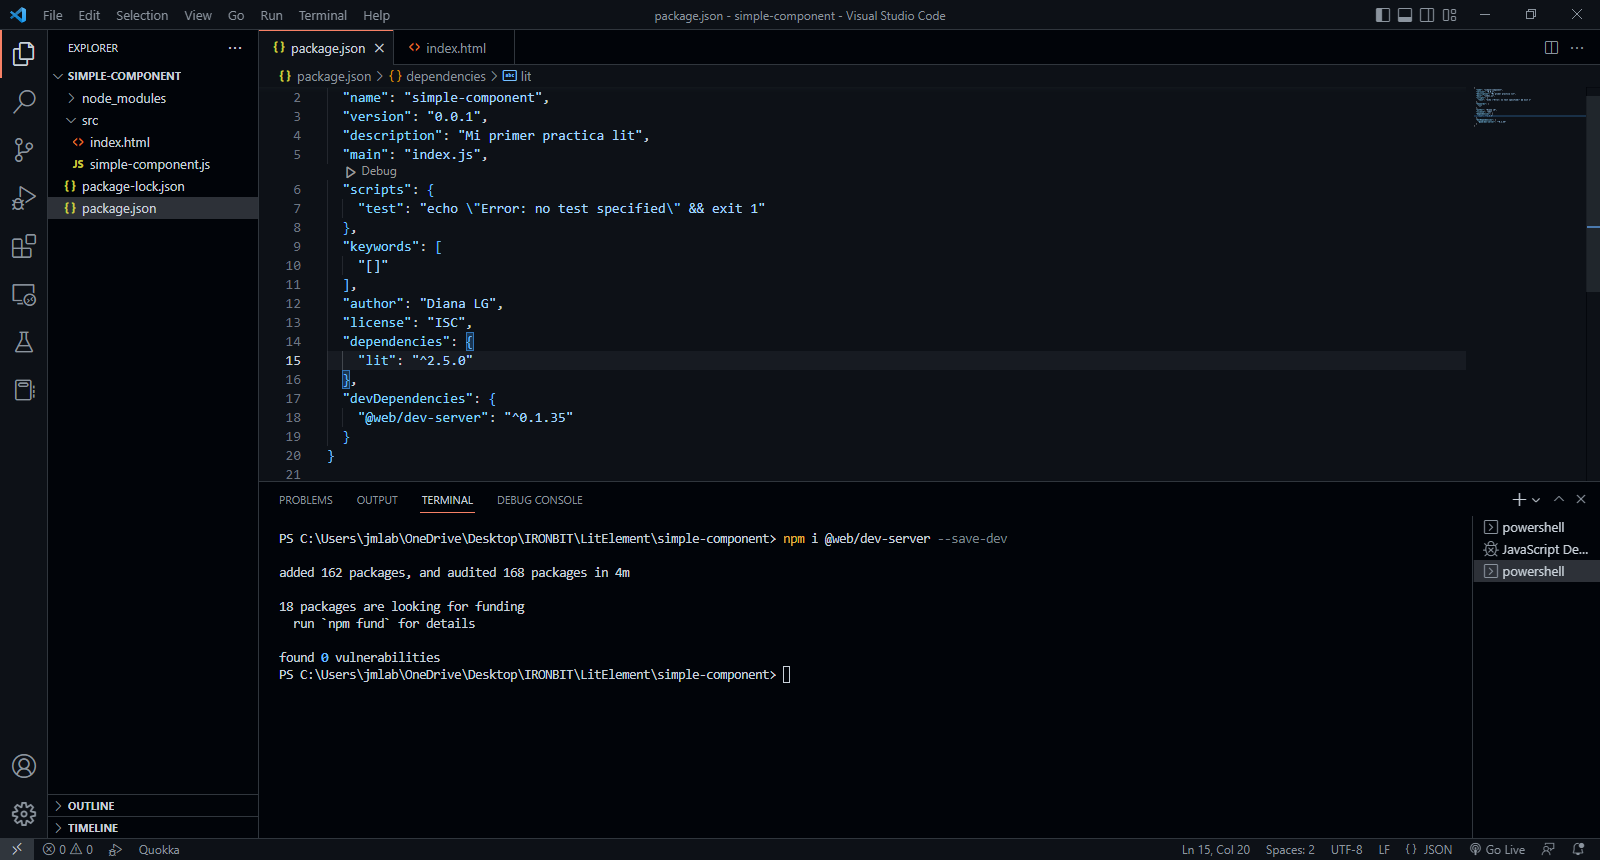 File Edit Selection View Go Run Terminal Help
package.json - simple-component - Visual Studio Code
EXPLORER
SIMPLE-COMPONENT
node_modules
src
index.html
JS simple-component.js
{} package-lock.json
{} package.json
OUTLINE
TIMELINE
{} package.json
<> index.html
{} package.json > {} dependencies > abc lit
2 "name": "simple-component",
3 "version": "0.0.1",
4 "description": "Mi primer practica lit",
5 "main": "index.js",
Debug
6 "scripts": {
7 "test": "echo \"Error: no test specified\" && exit 1"
8 },
9 "keywords": [
10 "[]"
11 ],
12 "author": "Diana LG",
13 "license": "ISC",
14 "dependencies": {
15 "lit": "^2.5.0"
16 },
17 "devDependencies": {
18 "@web/dev-server": "^0.1.35"
19 }
20 }
21
PROBLEMS OUTPUT TERMINAL DEBUG CONSOLE
PS C:\Users\jmlab\OneDrive\Desktop\IRONBIT\LitElement\simple-component> npm i @web/dev-server --save-dev
added 162 packages, and audited 168 packages in 4m
18 packages are looking for funding
run `npm fund` for details
found 0 vulnerabilities
PS C:\Users\jmlab\OneDrive\Desktop\IRONBIT\LitElement\simple-component>
powershell
JavaScript De...
powershell
0 0 Quokka
Ln 15, Col 20 Spaces: 2 UTF-8 LF {} JSON Go Live